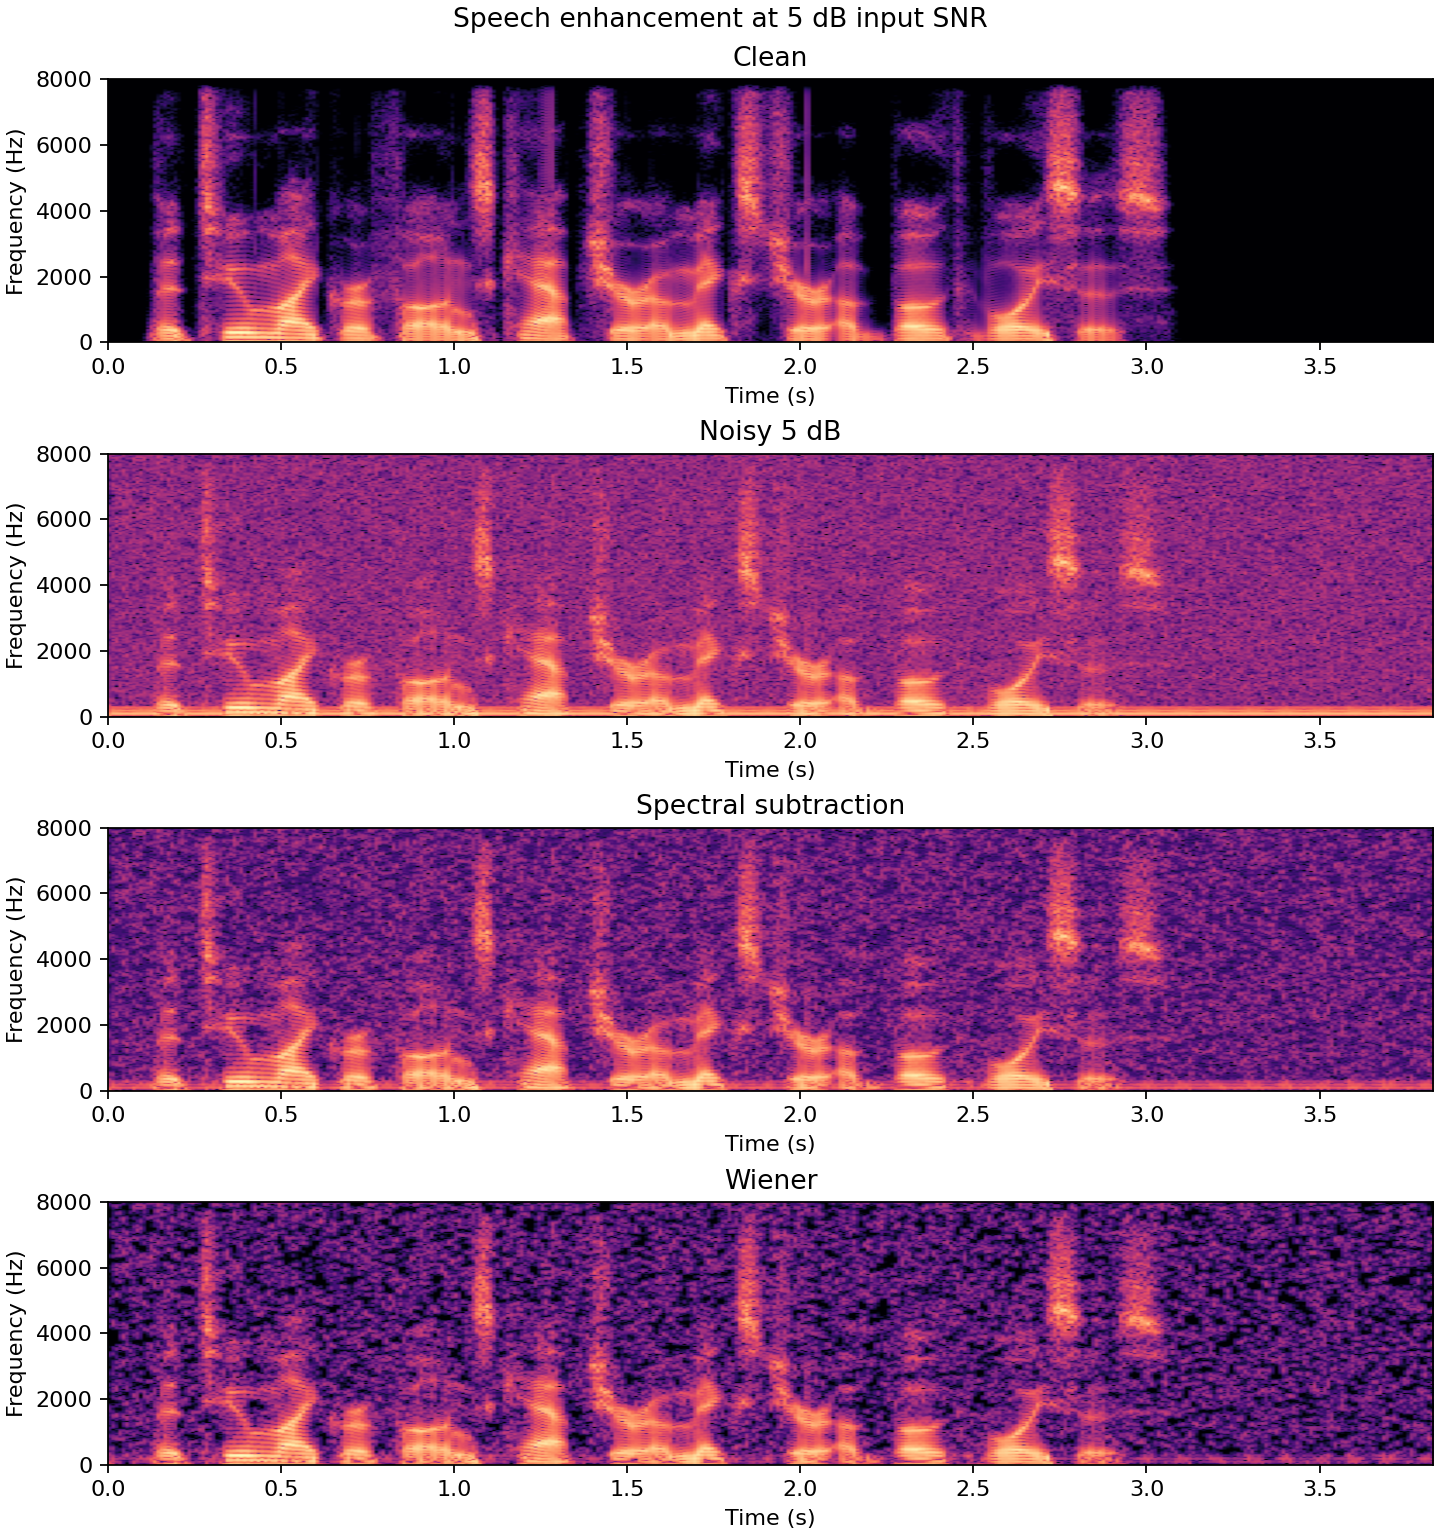 Speech enhancement at 5 dB input SNR
Clean
Frequency (Hz)
8000
6000
4000
2000
0
0.0 0.5 1.0 1.5 2.0 2.5 3.0 3.5
Time (s)
Noisy 5 dB
Frequency (Hz)
8000
6000
4000
2000
0
0.0 0.5 1.0 1.5 2.0 2.5 3.0 3.5
Time (s)
Spectral subtraction
Frequency (Hz)
8000
6000
4000
2000
0
0.0 0.5 1.0 1.5 2.0 2.5 3.0 3.5
Time (s)
Wiener
Frequency (Hz)
8000
6000
4000
2000
0
0.0 0.5 1.0 1.5 2.0 2.5 3.0 3.5
Time (s)